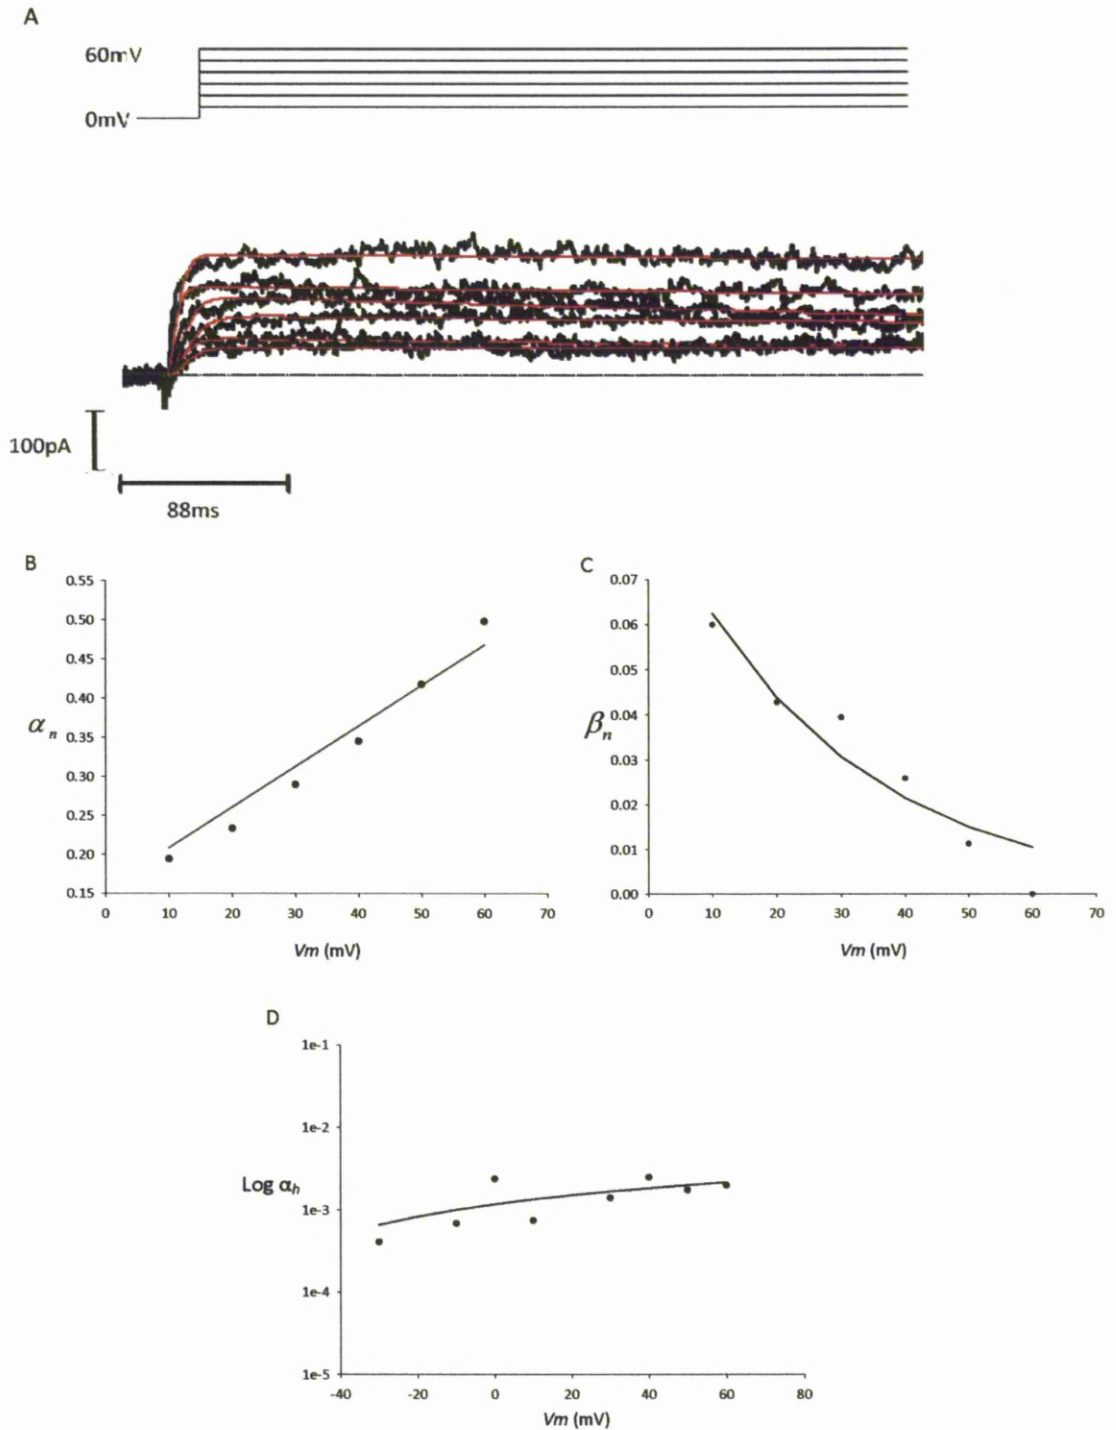 A
60mV
0mV
100pA
88ms
B
0.55
0.50
0.45
0.40
0.35
0.30
0.25
0.20
0.15
αn
0 10 20 30 40 50 60 70
Vm (mV)
C
0.07
0.06
0.05
0.04
0.03
0.02
0.01
0.00
βn
0 10 20 30 40 50 60 70
Vm (mV)
D
1e-1
1e-2
1e-3
1e-4
1e-5
Log αh
-40 -20 0 20 40 60 80
Vm (mV)